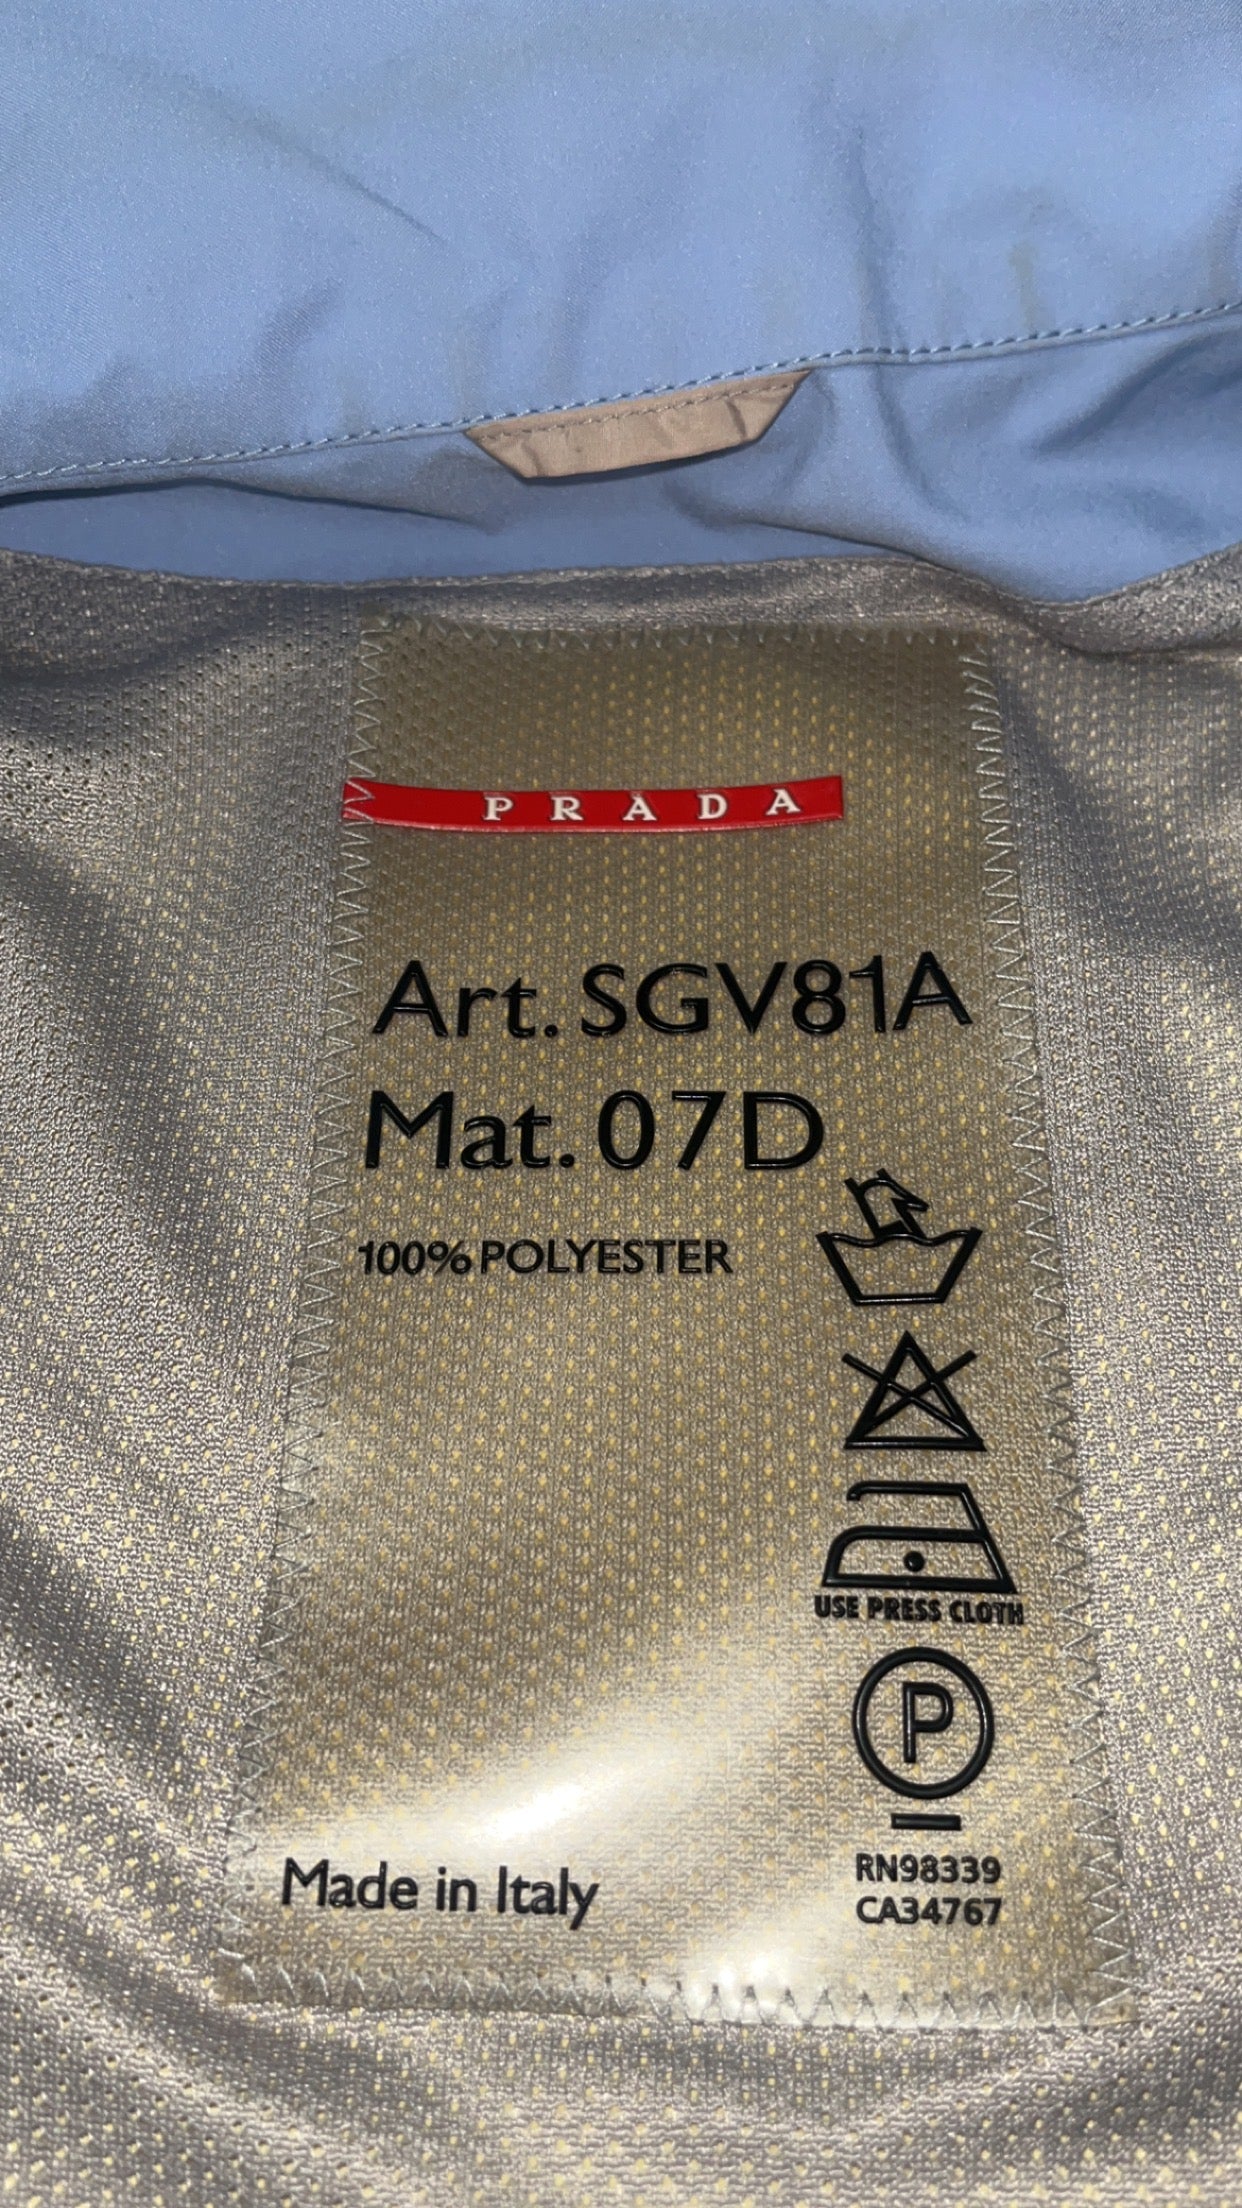 PRADA
Art. SGV81A
Mat. 07D
100% POLYESTER
USE PRESS CLOTH
P
RN98339
CA34767
Made in Italy